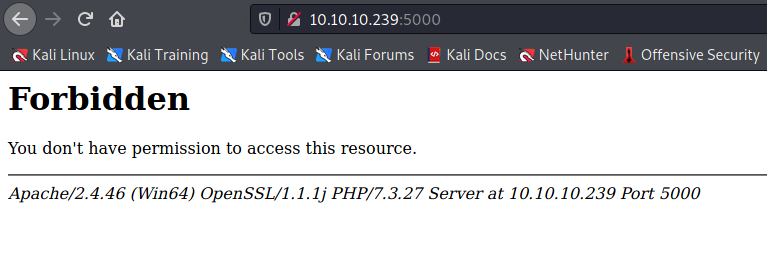 10.10.10.239:5000
Kali Linux Kali Training Kali Tools Kali Forums Kali Docs NetHunter Offensive Security
Forbidden
You don't have permission to access this resource.
Apache/2.4.46 (Win64) OpenSSL/1.1.1j PHP/7.3.27 Server at 10.10.10.239 Port 5000